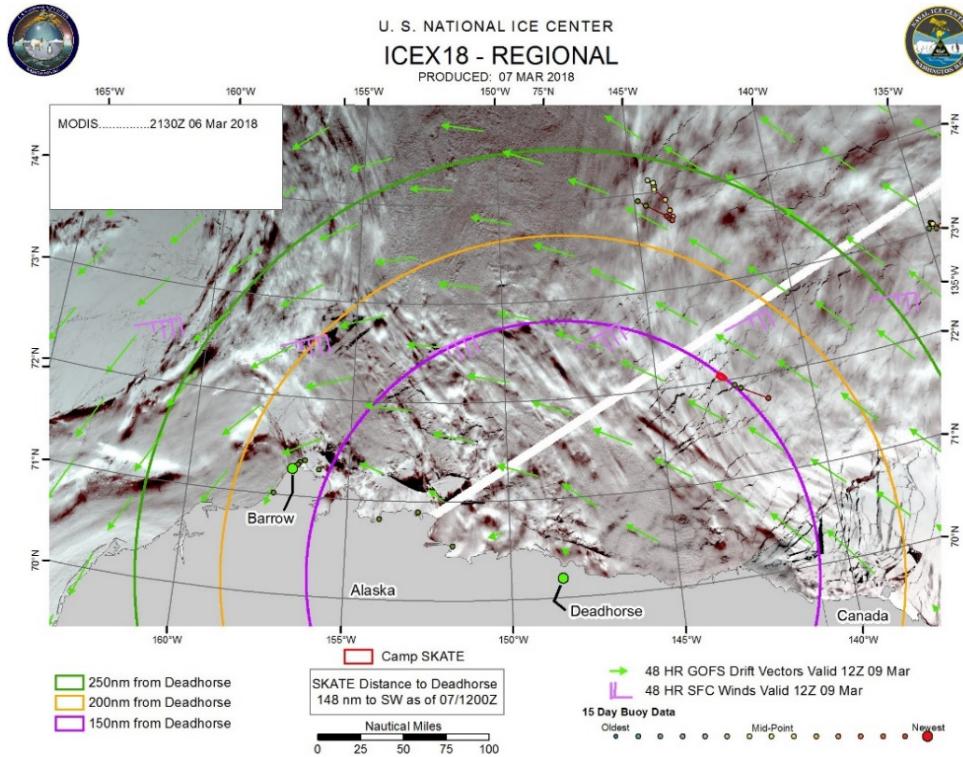 U. S. NATIONAL ICE CENTER
ICEX18 - REGIONAL
PRODUCED: 07 MAR 2018
165°W 160°W 155°W 150°W 75°N 145°W 140°W 135°W
MODIS...............2130Z 06 Mar 2018
74°N
74°N
73°N
73°N
135°W
72°N
72°N
71°N
71°N
70°N
70°N
Barrow
Alaska
Deadhorse
Canada
160°W 155°W 150°W 145°W 140°W
250nm from Deadhorse
200nm from Deadhorse
150nm from Deadhorse
Camp SKATE
SKATE Distance to Deadhorse
148 nm to SW as of 07/1200Z
Nautical Miles
0 25 50 75 100
48 HR GOFS Drift Vectors Valid 12Z 09 Mar
48 HR SFC Winds Valid 12Z 09 Mar
15 Day Buoy Data
Oldest Mid-Point Newest